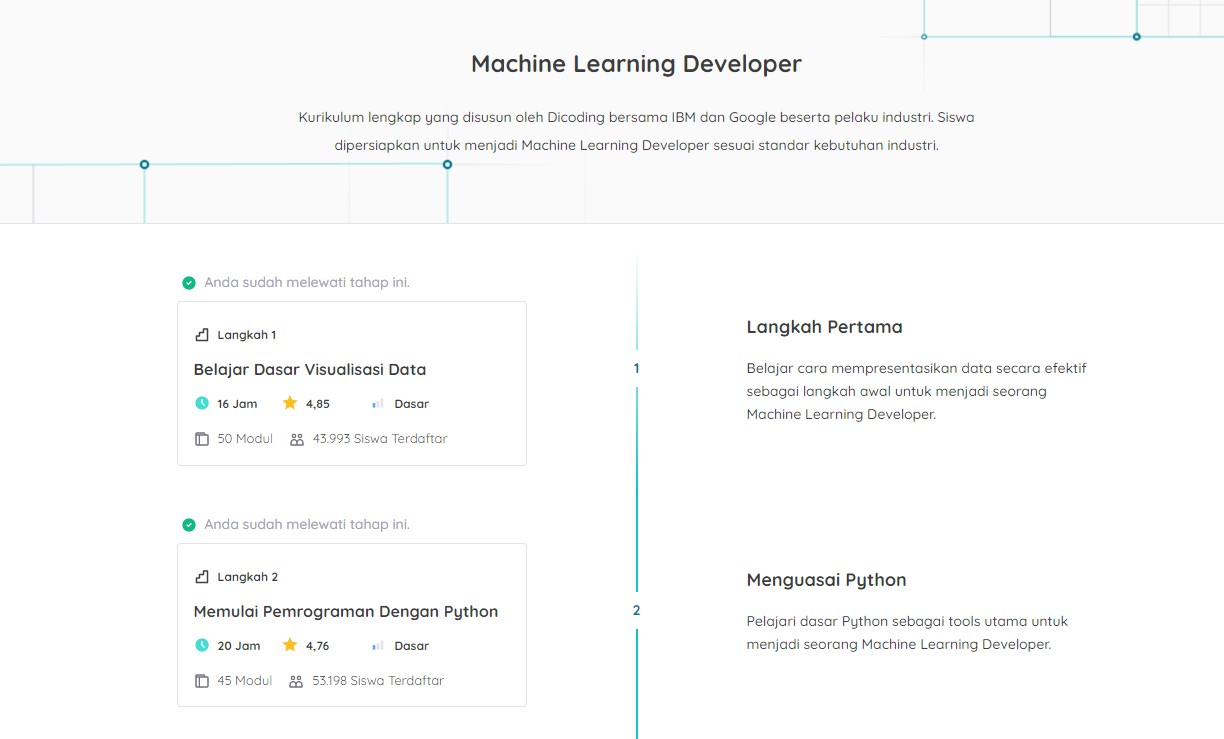 Machine Learning Developer
Kurikulum lengkap yang disusun oleh Dicoding bersama IBM dan Google beserta pelaku industri. Siswa
dipersiapkan untuk menjadi Machine Learning Developer sesuai standar kebutuhan industri.
Anda sudah melewati tahap ini.
Langkah 1
Belajar Dasar Visualisasi Data
16 Jam 4,85 Dasar
50 Modul 43.993 Siswa Terdaftar
1
Langkah Pertama
Belajar cara mempresentasikan data secara efektif
sebagai langkah awal untuk menjadi seorang
Machine Learning Developer.
Anda sudah melewati tahap ini.
Langkah 2
Memulai Pemrograman Dengan Python
20 Jam 4,76 Dasar
45 Modul 53.198 Siswa Terdaftar
2
Menguasai Python
Pelajari dasar Python sebagai tools utama untuk
menjadi seorang Machine Learning Developer.